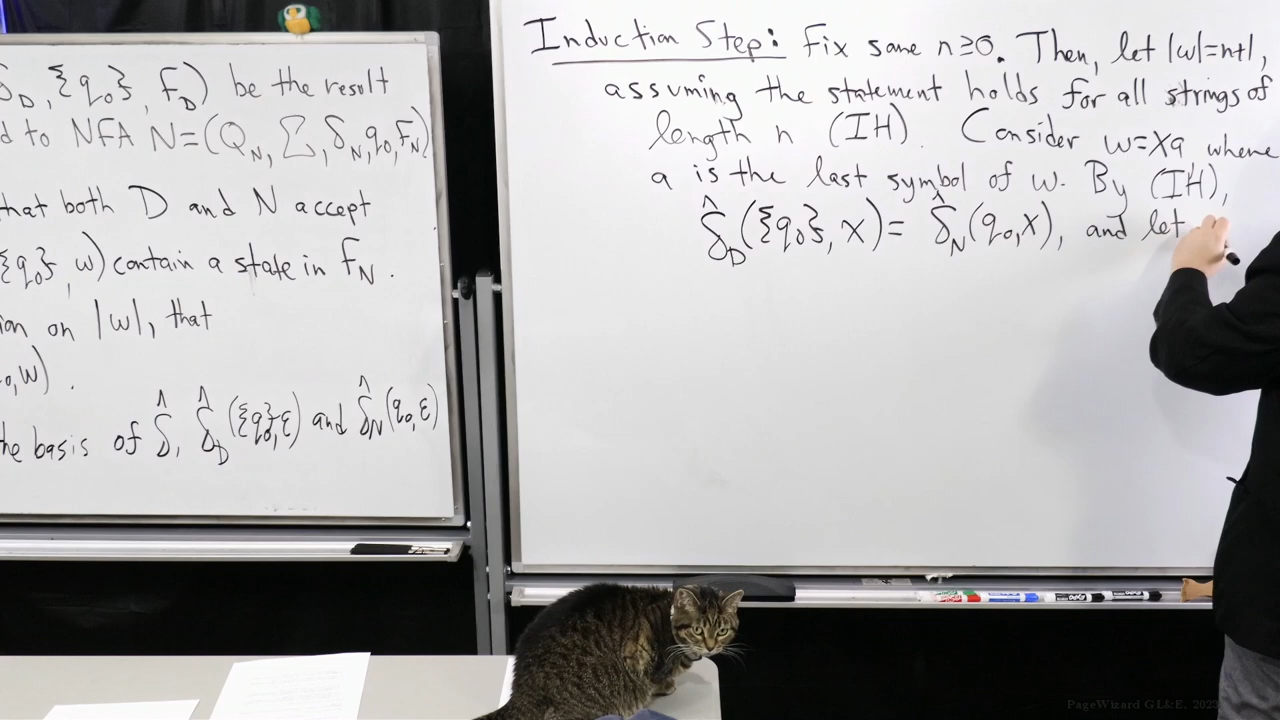 δ_D, {q₀}, F_D) be the result
d to NFA N=(Q_N, Σ, δ_N, q₀, F_N)
that both D and N accept
{q₀}, w) contain a state in F_N.
ion on |w|, that
₀, w).
the basis of δ̂, δ̂_D({q₀}, ε) and δ̂_N(q₀, ε)
Induction Step: Fix some n≥0. Then, let |w|=n+1,
assuming the statement holds for all strings of
length n (IH). Consider w=xa where
a is the last symbol of w. By (IH),
δ̂_D({q₀}, x)= δ̂_N(q₀, x), and let
EXPO
PageWizard GL&E, 2023